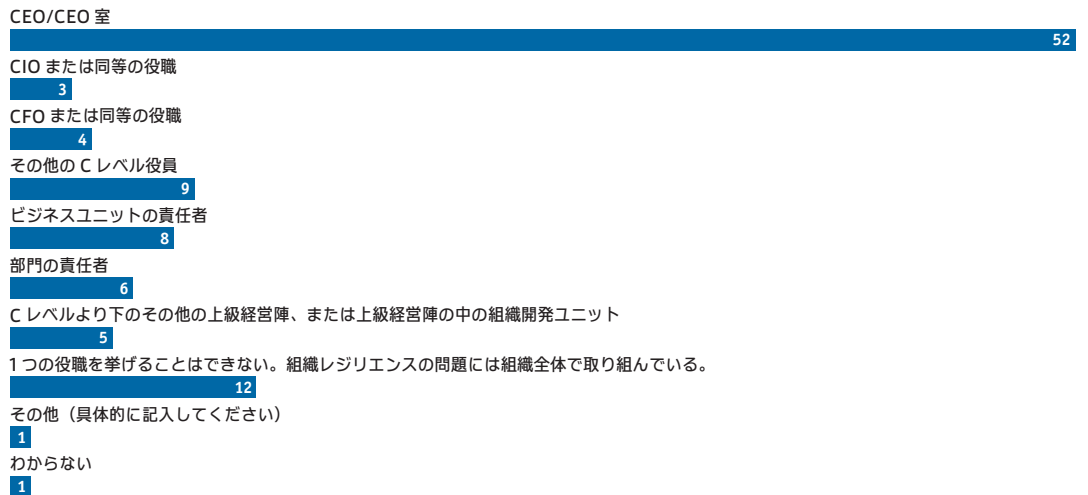 CEO/CEO 室
52
CIO または同等の役職
3
CFO または同等の役職
4
その他の C レベル役員
9
ビジネスユニットの責任者
8
部門の責任者
6
C レベルより下のその他の上級経営陣、または上級経営陣の中の組織開発ユニット
5
1 つの役職を挙げることはできない。組織レジリエンスの問題には組織全体で取り組んでいる。
12
その他（具体的に記入してください）
1
わからない
1